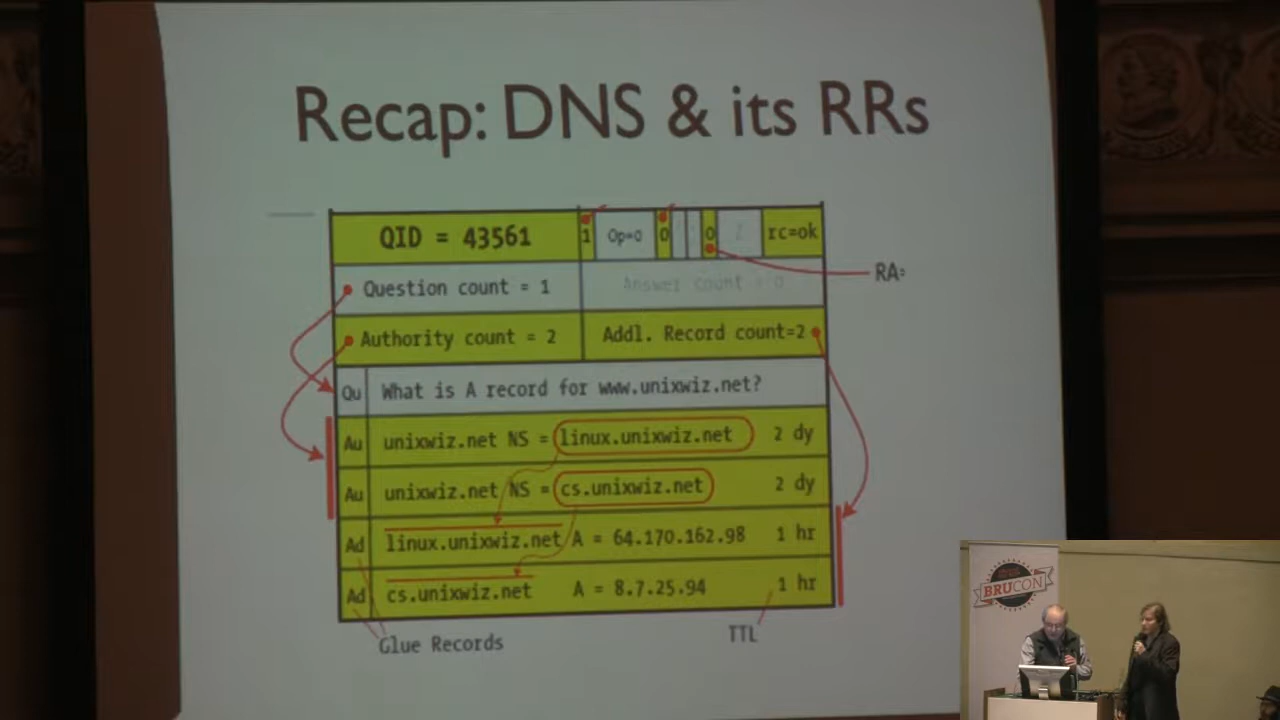 Recap: DNS & its RRs
QID = 43561 1 Op=0 0 0 Z rc=ok
RA=
Question count = 1 Answer count = 0
Authority count = 2 Addl. Record count=2
Qu What is A record for www.unixwiz.net?
Au unixwiz.net NS = linux.unixwiz.net 2 dy
Au unixwiz.net NS = cs.unixwiz.net 2 dy
Ad linux.unixwiz.net A = 64.170.162.98 1 hr
Ad cs.unixwiz.net A = 8.7.25.94 1 hr
Glue Records TTL
BRUCON